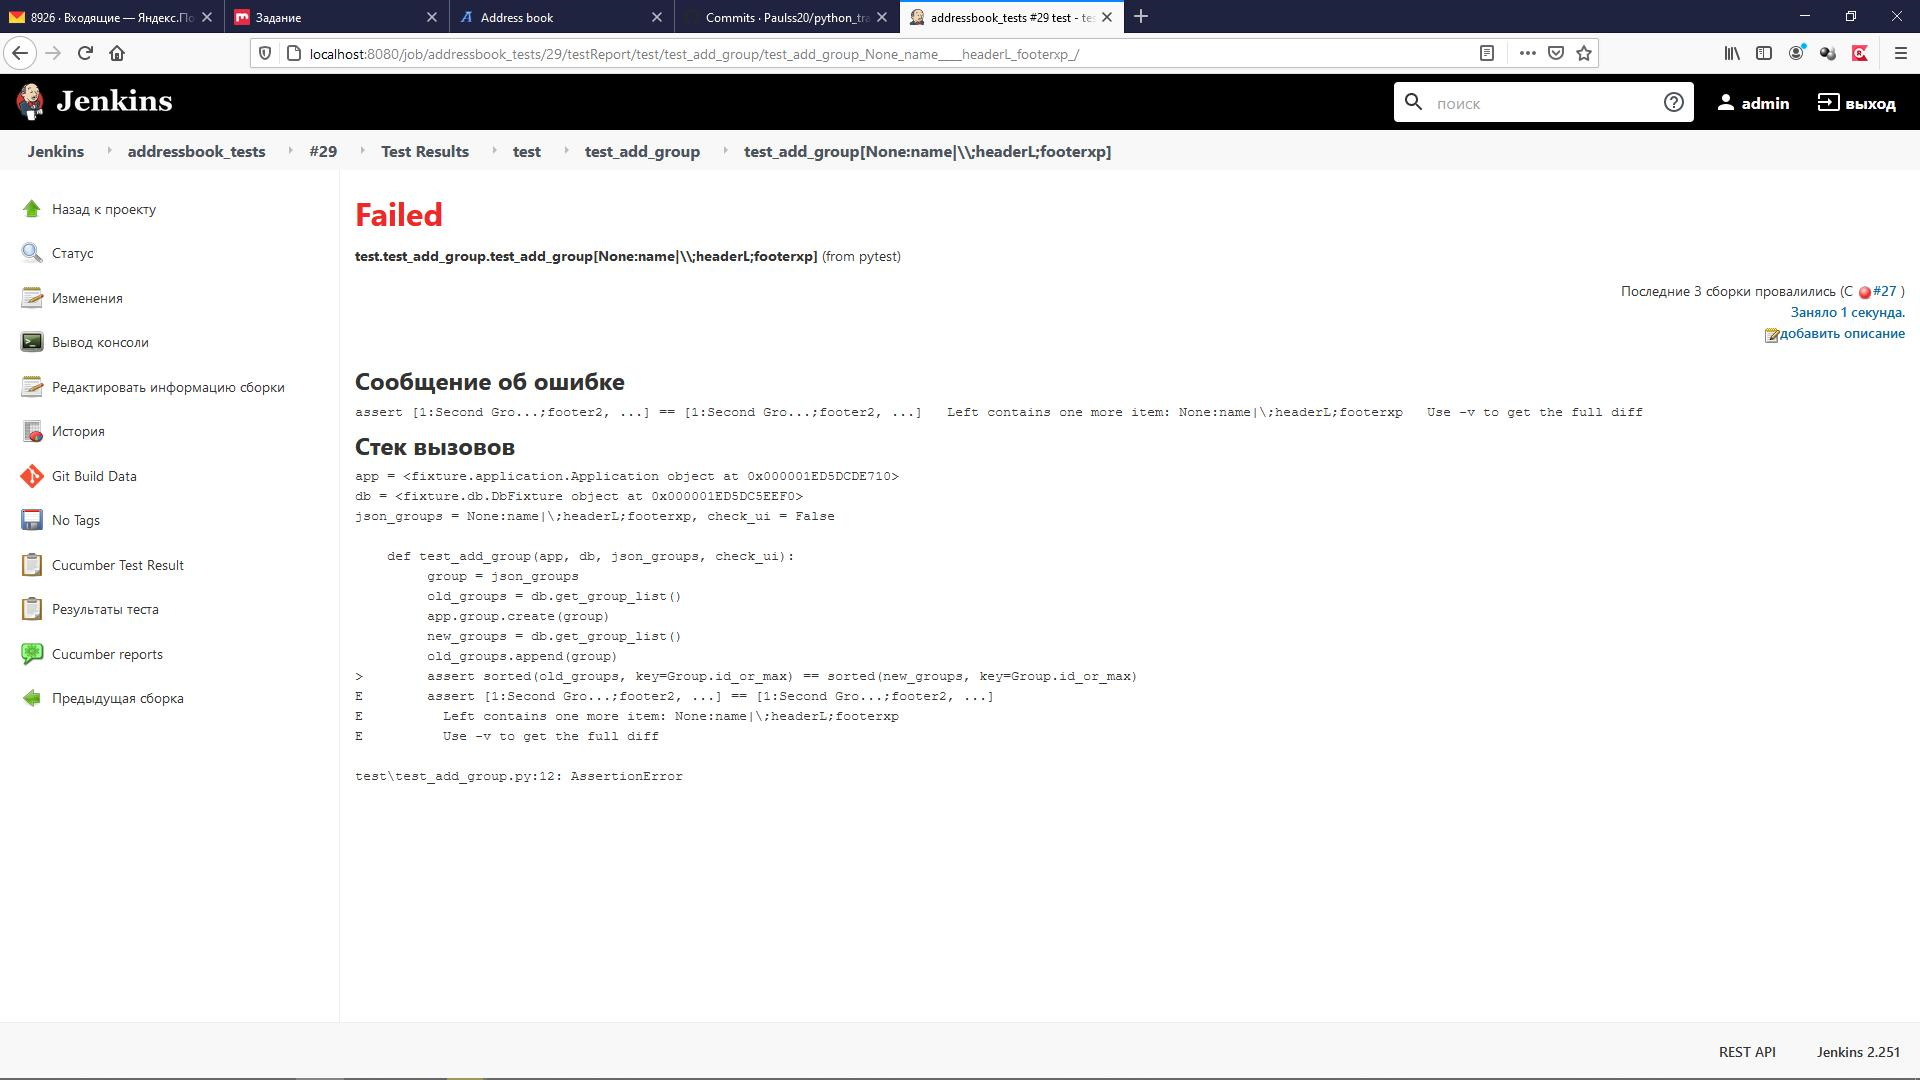 8926 · Входящие — Яндекс.По
Задание
Address book
Commits · Paulss20/python_tra
addressbook_tests #29 test - tes
localhost:8080/job/addressbook_tests/29/testReport/test/test_add_group/test_add_group_None_name____headerL_footerxp_/
Jenkins
поиск
admin
выход
Jenkins addressbook_tests #29 Test Results test test_add_group test_add_group[None:name|\\;headerL;footerxp]
Назад к проекту
Статус
Изменения
Вывод консоли
Редактировать информацию сборки
История
Git Build Data
No Tags
Cucumber Test Result
Результаты теста
Cucumber reports
Предыдущая сборка
Failed
test.test_add_group.test_add_group[None:name|\\;headerL;footerxp] (from pytest)
Последние 3 сборки провалились (С #27 )
Заняло 1 секунда.
добавить описание
Сообщение об ошибке
assert [1:Second Gro...;footer2, ...] == [1:Second Gro...;footer2, ...]   Left contains one more item: None:name|\;headerL;footerxp   Use -v to get the full diff
Стек вызовов
app = <fixture.application.Application object at 0x000001ED5DCDE710>
db = <fixture.db.DbFixture object at 0x000001ED5DC5EEF0>
json_groups = None:name|\;headerL;footerxp, check_ui = False
def test_add_group(app, db, json_groups, check_ui):
group = json_groups
old_groups = db.get_group_list()
app.group.create(group)
new_groups = db.get_group_list()
old_groups.append(group)
>        assert sorted(old_groups, key=Group.id_or_max) == sorted(new_groups, key=Group.id_or_max)
E        assert [1:Second Gro...;footer2, ...] == [1:Second Gro...;footer2, ...]
E          Left contains one more item: None:name|\;headerL;footerxp
E          Use -v to get the full diff
test\test_add_group.py:12: AssertionError
REST API
Jenkins 2.251